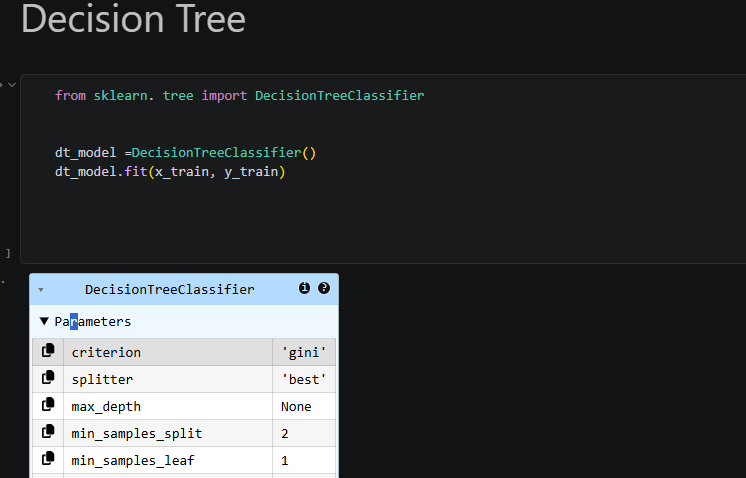 Decision Tree
from sklearn. tree import DecisionTreeClassifier
dt_model =DecisionTreeClassifier()
dt_model.fit(x_train, y_train)
]
DecisionTreeClassifier i ?
Parameters
criterion 'gini'
splitter 'best'
max_depth None
min_samples_split 2
min_samples_leaf 1